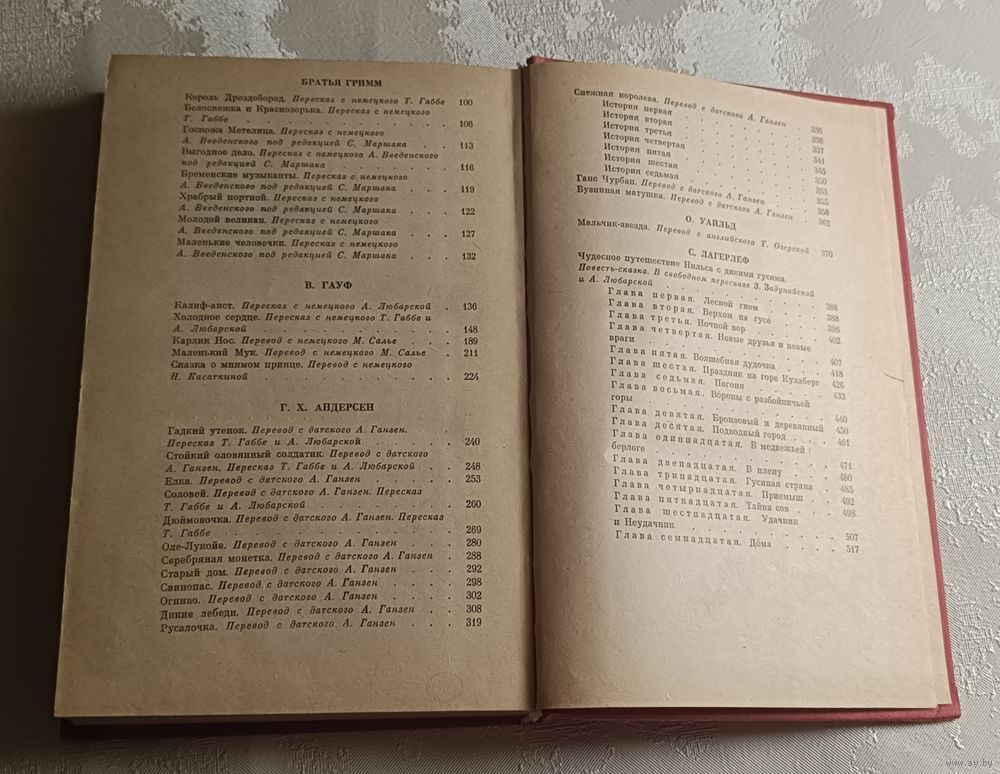 БРАТЬЯ ГРИММ
Король Дроздобород. Пересказ с немецкого Т. Габбе 100
Белоснежка и Краснозорька. Пересказ с немецкого
Т. Габбе . . . . . . . . 106
Госпожа Метелица. Пересказ с немецкого
А. Введенского под редакцией С. Маршака . . 113
Выгодное дело. Пересказ с немецкого А. Введенского
под редакцией С. Маршака . . . . . 116
Бременские музыканты. Пересказ с немецкого
А. Введенского под редакцией С. Маршака . . 119
Храбрый портной. Пересказ с немецкого
А. Введенского под редакцией С. Маршака . . 122
Молодой великан. Пересказ с немецкого
А. Введенского под редакцией С. Маршака . . 127
Маленькие человечки. Пересказ с немецкого
А. Введенского под редакцией С. Маршака . . 132
В. ГАУФ
Калиф-аист. Пересказ с немецкого А. Любарской . 136
Холодное сердце. Пересказ с немецкого Т. Габбе и
А. Любарской . . . . . . . . 148
Карлик Нос. Перевод с немецкого М. Салье . . 189
Маленький Мук. Перевод с немецкого М. Салье . 211
Сказка о мнимом принце. Перевод с немецкого
Н. Касаткиной . . . . . . . . 224
Г. Х. АНДЕРСЕН
Гадкий утенок. Перевод с датского А. Ганзен.
Пересказ Т. Габбе и А. Любарской . . . . 240
Стойкий оловянный солдатик. Перевод с датского
А. Ганзен. Пересказ Т. Габбе и А. Любарской . . 248
Елка. Перевод с датского А. Ганзен . . . . 253
Соловей. Перевод с датского А. Ганзен. Пересказ
Т. Габбе и А. Любарской . . . . . 260
Дюймовочка. Перевод с датского А. Ганзен. Пересказ
Т. Габбе . . . . . . . . . 269
Оле-Лукойе. Перевод с датского А. Ганзен . . . 280
Серебряная монетка. Перевод с датского А. Ганзен . 288
Старый дом. Перевод с датского А. Ганзен . . . 292
Свинопас. Перевод с датского А. Ганзен . . . . 298
Огниво. Перевод с датского А. Ганзен . . . . 302
Дикие лебеди. Перевод с датского А. Ганзен . . 308
Русалочка. Перевод с датского А. Ганзен . . . 319
Снежная королева. Перевод с датского А. Ганзен . 336
История первая . . . . . . . 336
История вторая . . . . . . . 337
История третья . . . . . . . 341
История четвертая . . . . . . 345
История пятая . . . . . . . 350
История шестая . . . . . . . 353
История седьмая . . . . . . . 355
Ганс Чурбан. Перевод с датского А. Ганзен . . . 358
Бузинная матушка. Перевод с датского А. Ганзен . 362
О. УАЙЛЬД
Мальчик-звезда. Перевод с английского Т. Озерской 370
С. ЛАГЕРЛЕФ
Чудесное путешествие Нильса с дикими гусями.
Повесть-сказка. В свободном пересказе З. Задунайской
и А. Любарской . . . . . . . . 388
Глава первая. Лесной гном . . . . 388
Глава вторая. Верхом на гусе . . . . 396
Глава третья. Ночной вор . . . . 402
Глава четвертая. Новые друзья и новые
враги . . . . . . . . . 407
Глава пятая. Волшебная дудочка . . . 418
Глава шестая. Праздник на горе Кулаберг 426
Глава седьмая. Погоня . . . . . 433
Глава восьмая. Во́роны с разбойничьей
горы . . . . . . . . . 440
Глава девятая. Бронзовый и деревянный 450
Глава десятая. Подводный город . . . 461
Глава одиннадцатая. В медвежьей
берлоге . . . . . . . . 471
Глава двенадцатая. В плену . . . . 480
Глава тринадцатая. Гусиная страна . 485
Глава четырнадцатая. Приемыш . . 492
Глава пятнадцатая. Тайна сов . . . 498
Глава шестнадцатая. Удачник
и Неудачник . . . . . . . 507
Глава семнадцатая. До́ма . . . . 517
www.ay.by